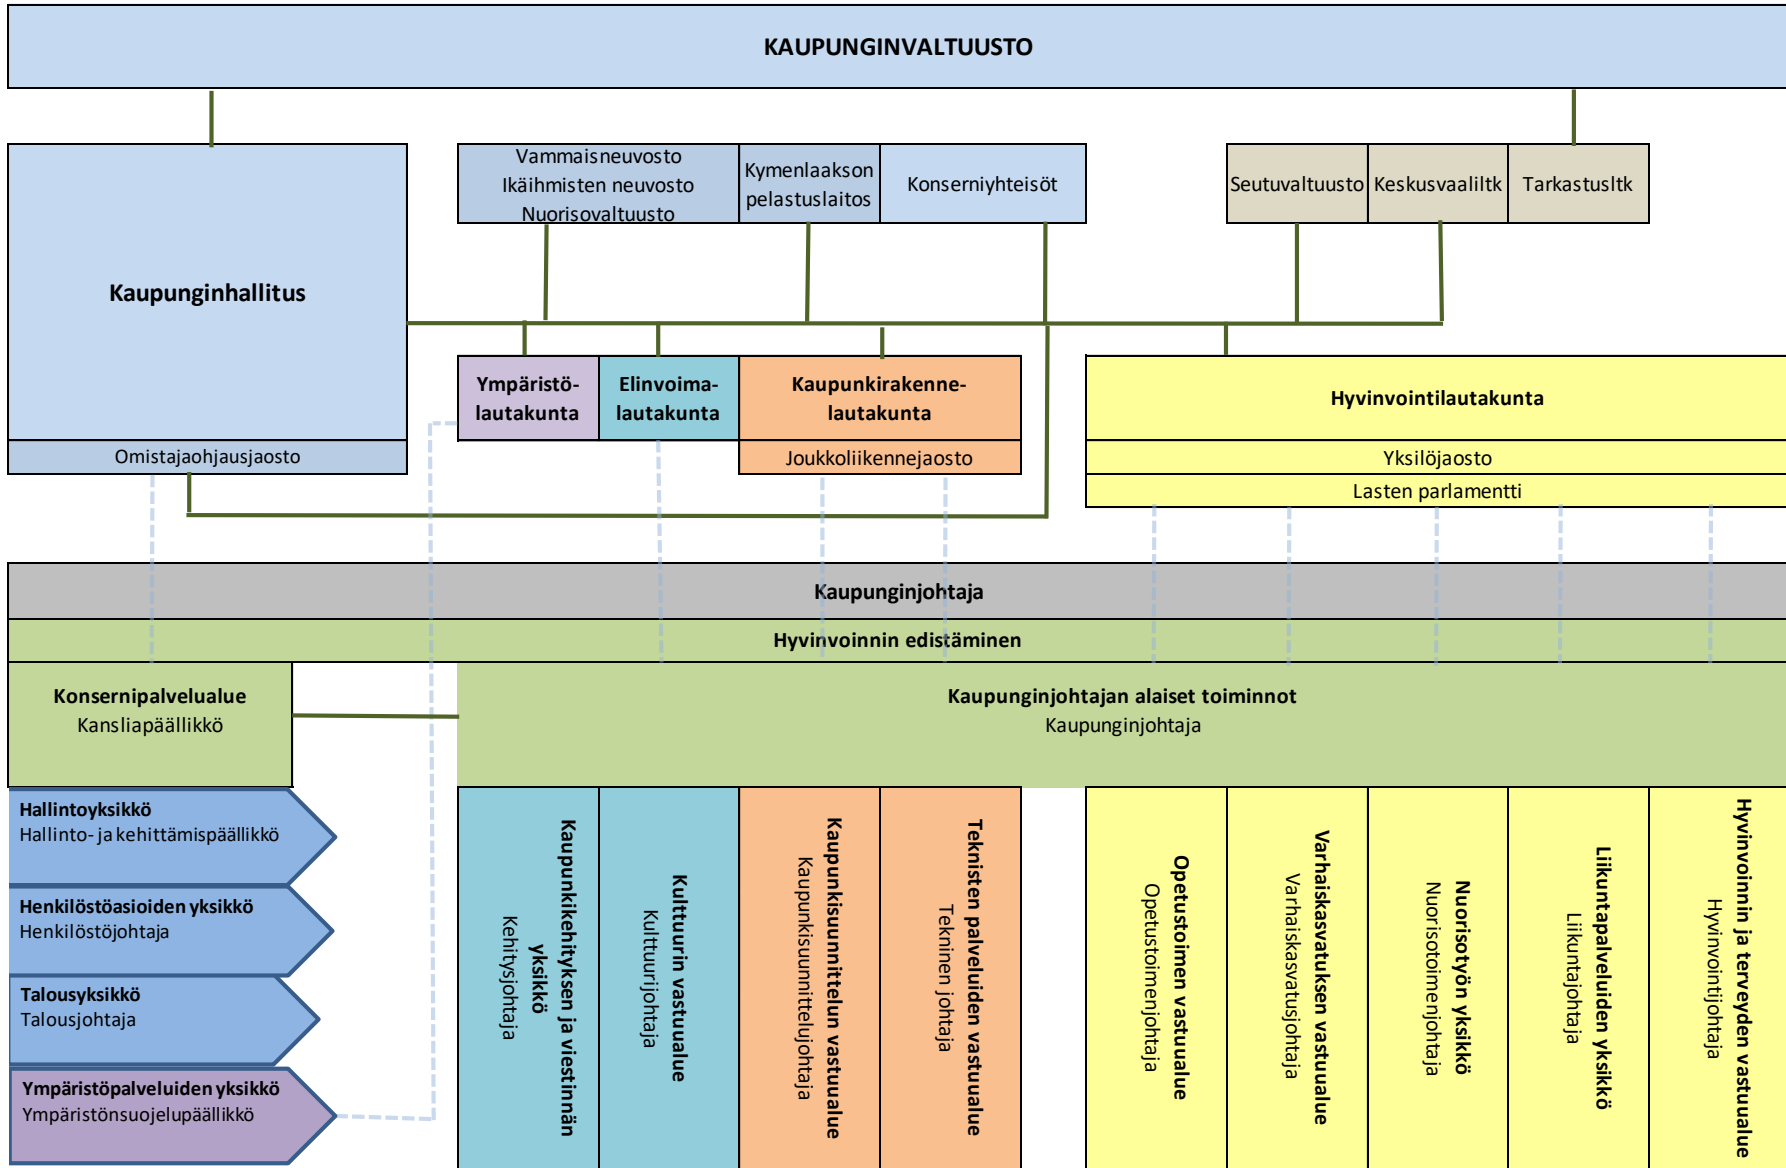 KAUPUNGINVALTUUSTO
Kaupunginhallitus
Omistajaohjausjaosto
Vammaisneuvosto
Ikäihmisten neuvosto
Nuorisovaltuusto
Kymenlaakson
pelastuslaitos
Konserniyhteisöt
Seutuvaltuusto
Keskusvaaliltk
Tarkastusltk
Ympäristö-
lautakunta
Elinvoima-
lautakunta
Kaupunkirakenne-
lautakunta
Joukkoliikennejaosto
Hyvinvointilautakunta
Yksilöjaosto
Lasten parlamentti
Kaupunginjohtaja
Hyvinvoinnin edistäminen
Konsernipalvelualue
Kansliapäällikkö
Kaupunginjohtajan alaiset toiminnot
Kaupunginjohtaja
Hallintoyksikkö
Hallinto- ja kehittämispäällikkö
Henkilöstöasioiden yksikkö
Henkilöstöjohtaja
Talousyksikkö
Talousjohtaja
Ympäristöpalveluiden yksikkö
Ympäristönsuojelupäällikkö
Kaupunkikehityksen ja viestinnän
yksikkö
Kehitysjohtaja
Kulttuurin vastuualue
Kulttuurijohtaja
Kaupunkisuunnittelun vastuualue
Kaupunkisuunnittelujohtaja
Teknisten palveluiden vastuualue
Tekninen johtaja
Opetustoimen vastuualue
Opetustoimenjohtaja
Varhaiskasvatuksen vastuualue
Varhaiskasvatusjohtaja
Nuorisotyön yksikkö
Nuorisotoimenjohtaja
Liikuntapalveluiden yksikkö
Liikuntajohtaja
Hyvinvoinnin ja terveyden vastuualue
Hyvinvointijohtaja